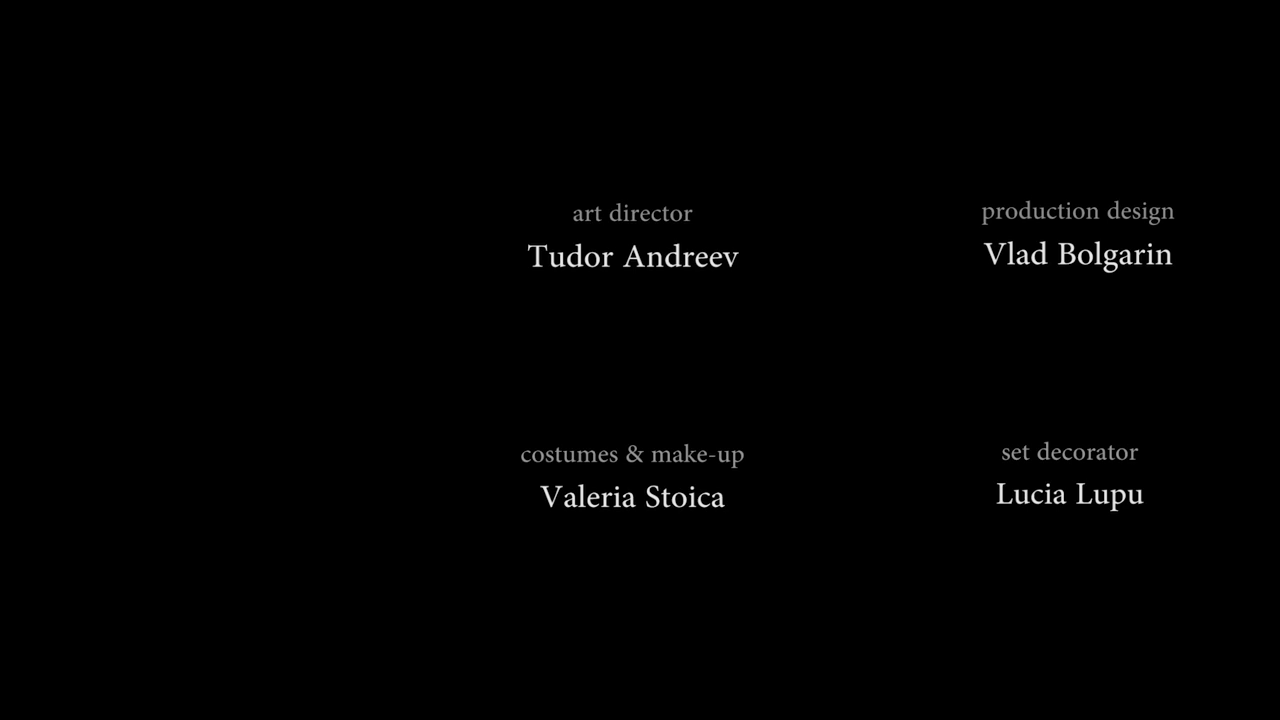 art director
Tudor Andreev
production design
Vlad Bolgarin
costumes & make-up
Valeria Stoica
set decorator
Lucia Lupu